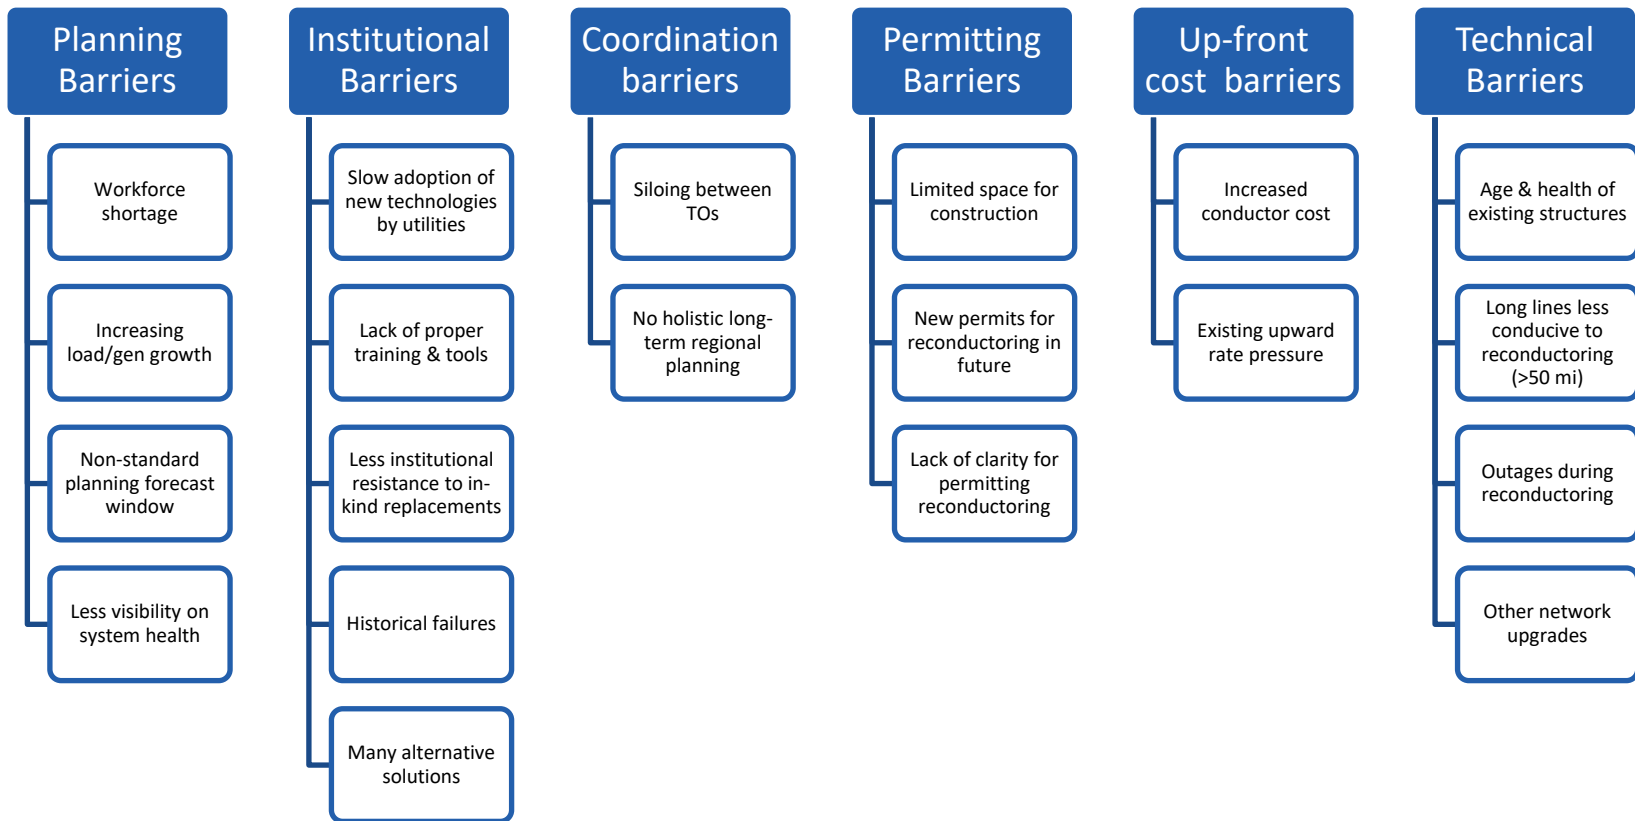 Planning
Barriers
Workforce
shortage
Increasing
load/gen growth
Non-standard
planning forecast
window
Less visibility on
system health
Institutional
Barriers
Slow adoption of
new technologies
by utilities
Lack of proper
training & tools
Less institutional
resistance to in-
kind replacements
Historical failures
Many alternative
solutions
Coordination
barriers
Siloing between
TOs
No holistic long-
term regional
planning
Permitting
Barriers
Limited space for
construction
New permits for
reconductoring in
future
Lack of clarity for
permitting
reconductoring
Up-front
cost barriers
Increased
conductor cost
Existing upward
rate pressure
Technical
Barriers
Age & health of
existing structures
Long lines less
conducive to
reconductoring
(>50 mi)
Outages during
reconductoring
Other network
upgrades